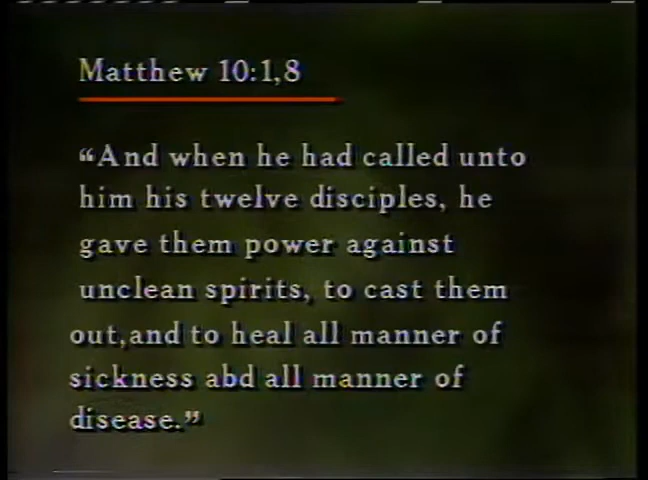 Matthew 10:1,8
“And when he had called unto
him his twelve disciples, he
gave them power against
unclean spirits, to cast them
out,and to heal all manner of
sickness abd all manner of
disease.”